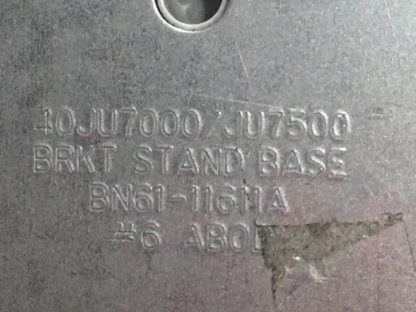 40JU7000/JU7500
BRKT STAND BASE
BN61-11611A
#6